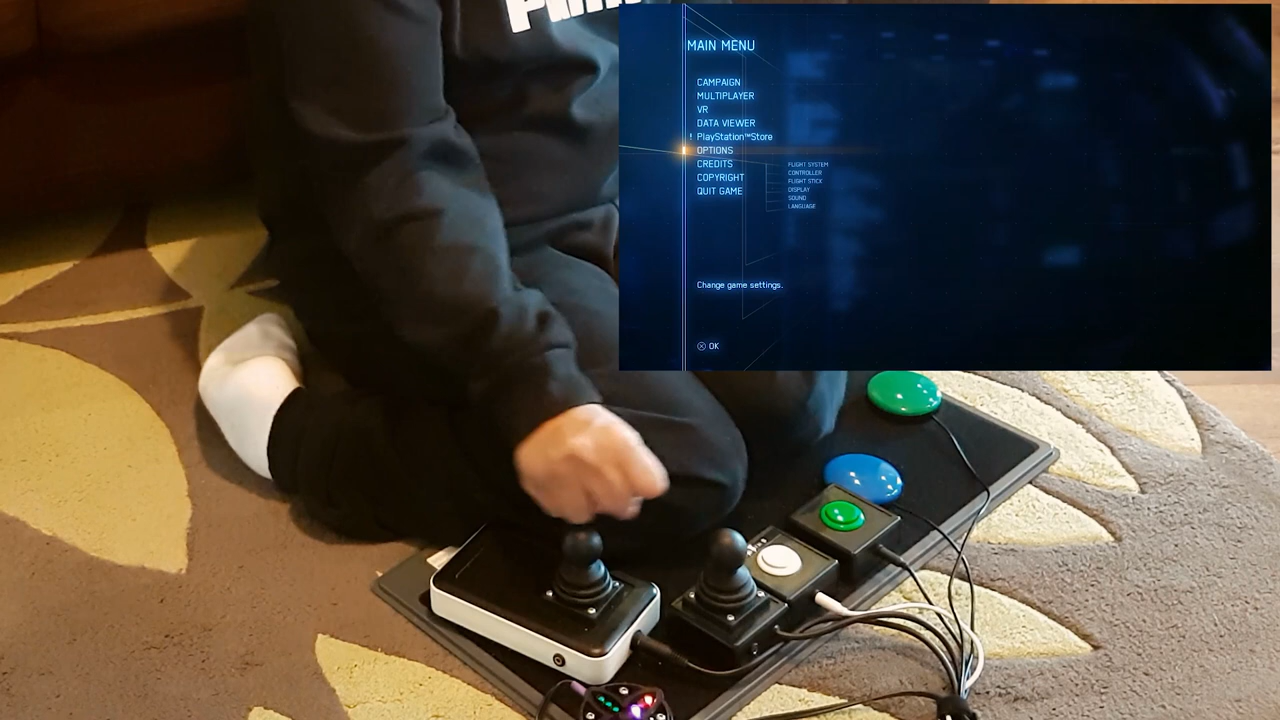 MAIN MENU
CAMPAIGN
MULTIPLAYER
VR
DATA VIEWER
! PlayStation™Store
OPTIONS
CREDITS
COPYRIGHT
QUIT GAME
FLIGHT SYSTEM
CONTROLLER
FLIGHT STICK
DISPLAY
SOUND
LANGUAGE
Change game settings.
OK